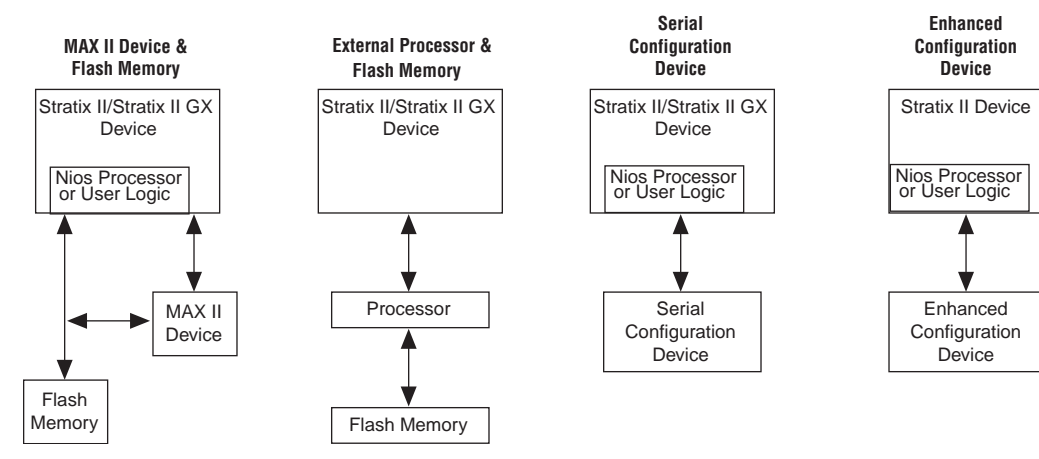 MAX II Device &
Flash Memory
Stratix II/Stratix II GX
Device
Nios Processor
or User Logic
MAX II
Device
Flash
Memory
External Processor &
Flash Memory
Stratix II/Stratix II GX
Device
Processor
Flash Memory
Serial
Configuration
Device
Stratix II/Stratix II GX
Device
Nios Processor
or User Logic
Serial
Configuration
Device
Enhanced
Configuration
Device
Stratix II Device
Nios Processor
or User Logic
Enhanced
Configuration
Device